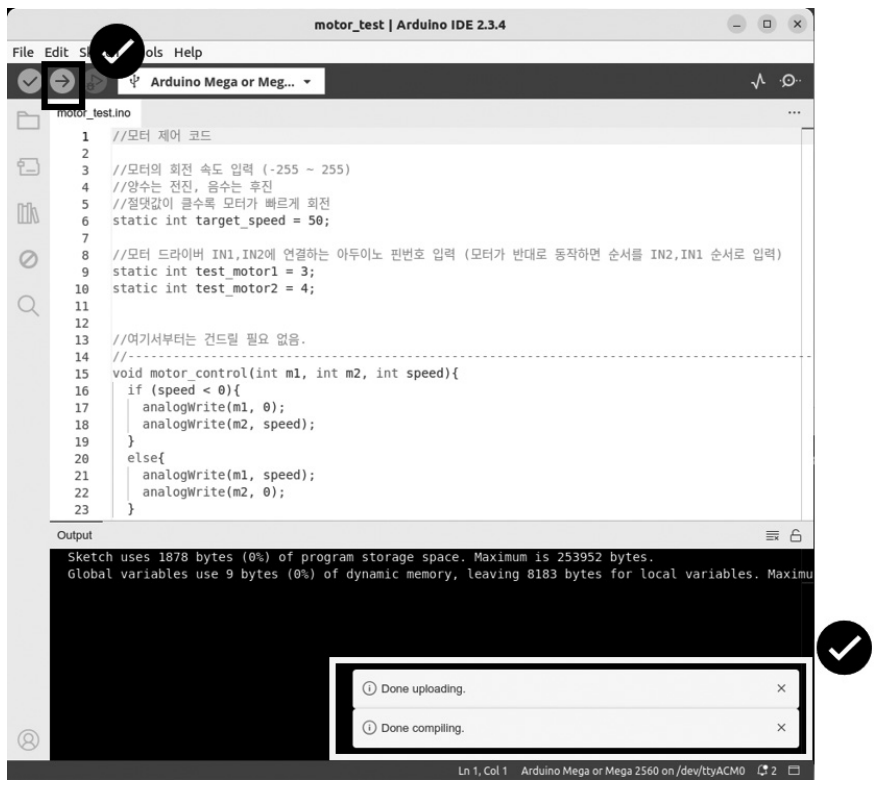 motor_test | Arduino IDE 2.3.4
File Edit Help
Arduino Mega or Meg...
motor_test.ino
1 //모터 제어 코드
2
3 //모터의 회전 속도 입력 (-255 ~ 255)
4 //양수는 전진, 음수는 후진
5 //절댓값이 클수록 모터가 빠르게 회전
6 static int target_speed = 50;
7
8 //모터 드라이버 IN1,IN2에 연결하는 아두이노 핀번호 입력 (모터가 반대로 동작하면 순서를 IN2,IN1 순서로 입력)
9 static int test_motor1 = 3;
10 static int test_motor2 = 4;
11
12
13 //여기서부터는 건드릴 필요 없음.
14 //----------------------------------------------------------------------------------------------
15 void motor_control(int m1, int m2, int speed){
16 if (speed < 0){
17 analogWrite(m1, 0);
18 analogWrite(m2, speed);
19 }
20 else{
21 analogWrite(m1, speed);
22 analogWrite(m2, 0);
23 }
Output
Sketch uses 1878 bytes (0%) of program storage space. Maximum is 253952 bytes.
Global variables use 9 bytes (0%) of dynamic memory, leaving 8183 bytes for local variables. Maximu
Done uploading.
Done compiling.
Ln 1, Col 1 Arduino Mega or Mega 2560 on /dev/ttyACM0 2